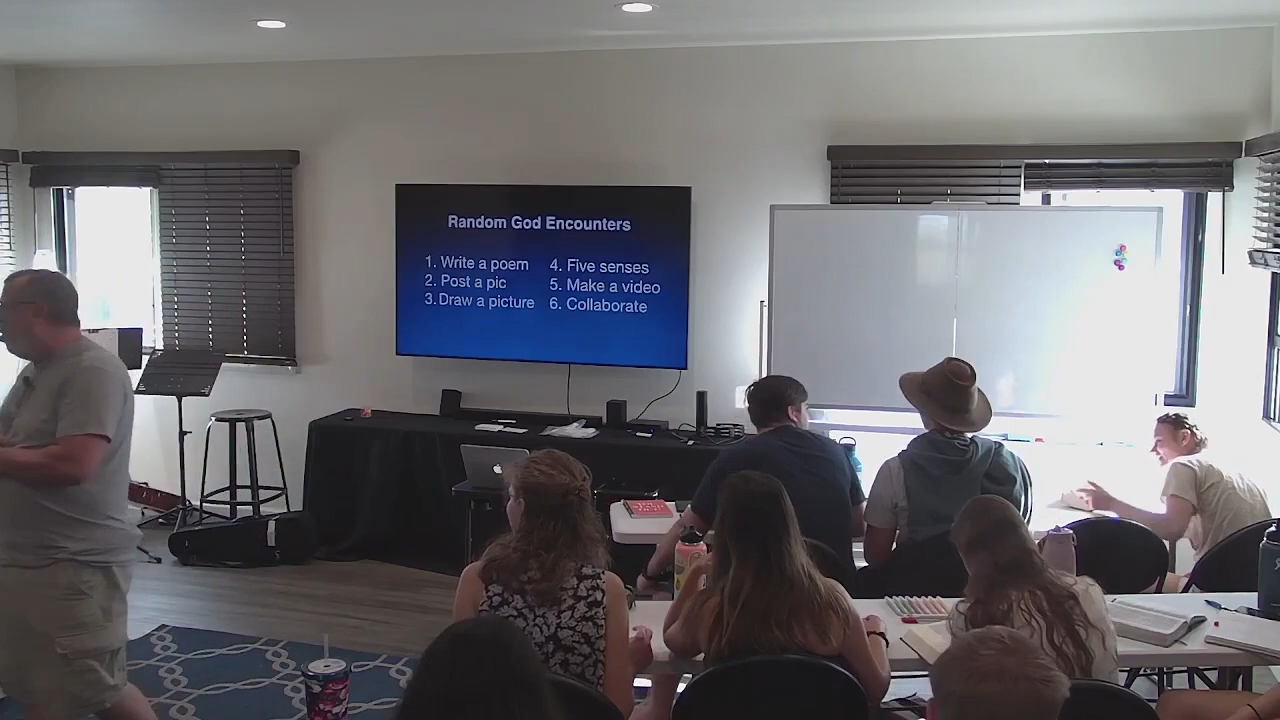 Random God Encounters
1. Write a poem
2. Post a pic
3. Draw a picture
4. Five senses
5. Make a video
6. Collaborate